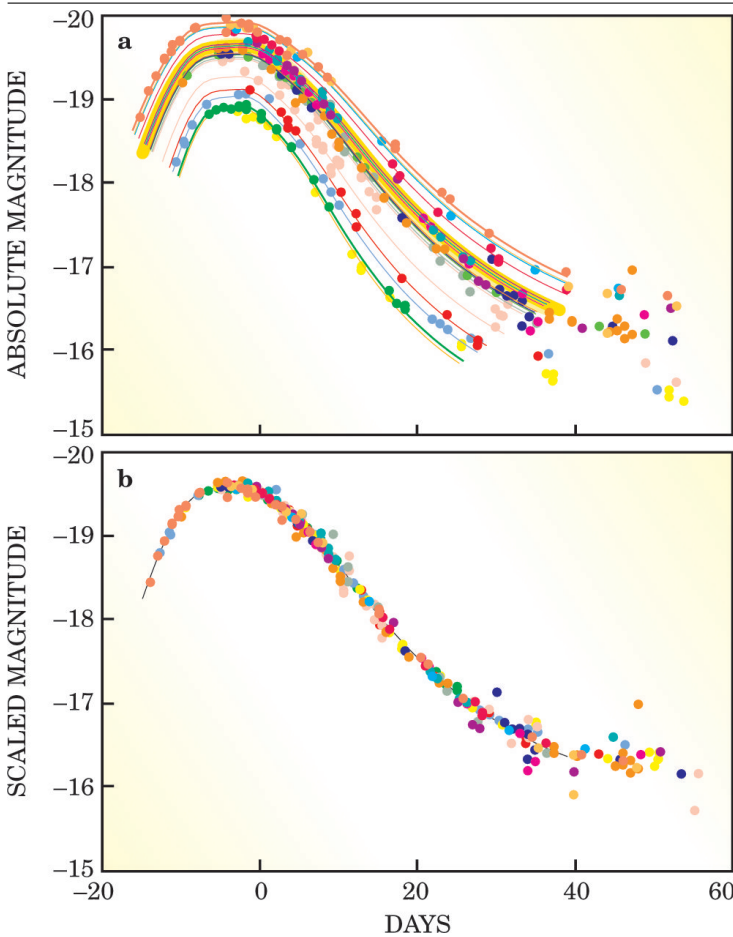 ABSOLUTE MAGNITUDE
a
–20
–19
–18
–17
–16
–15
SCALED MAGNITUDE
b
–20
–19
–18
–17
–16
–15
–20 0 20 40 60
DAYS